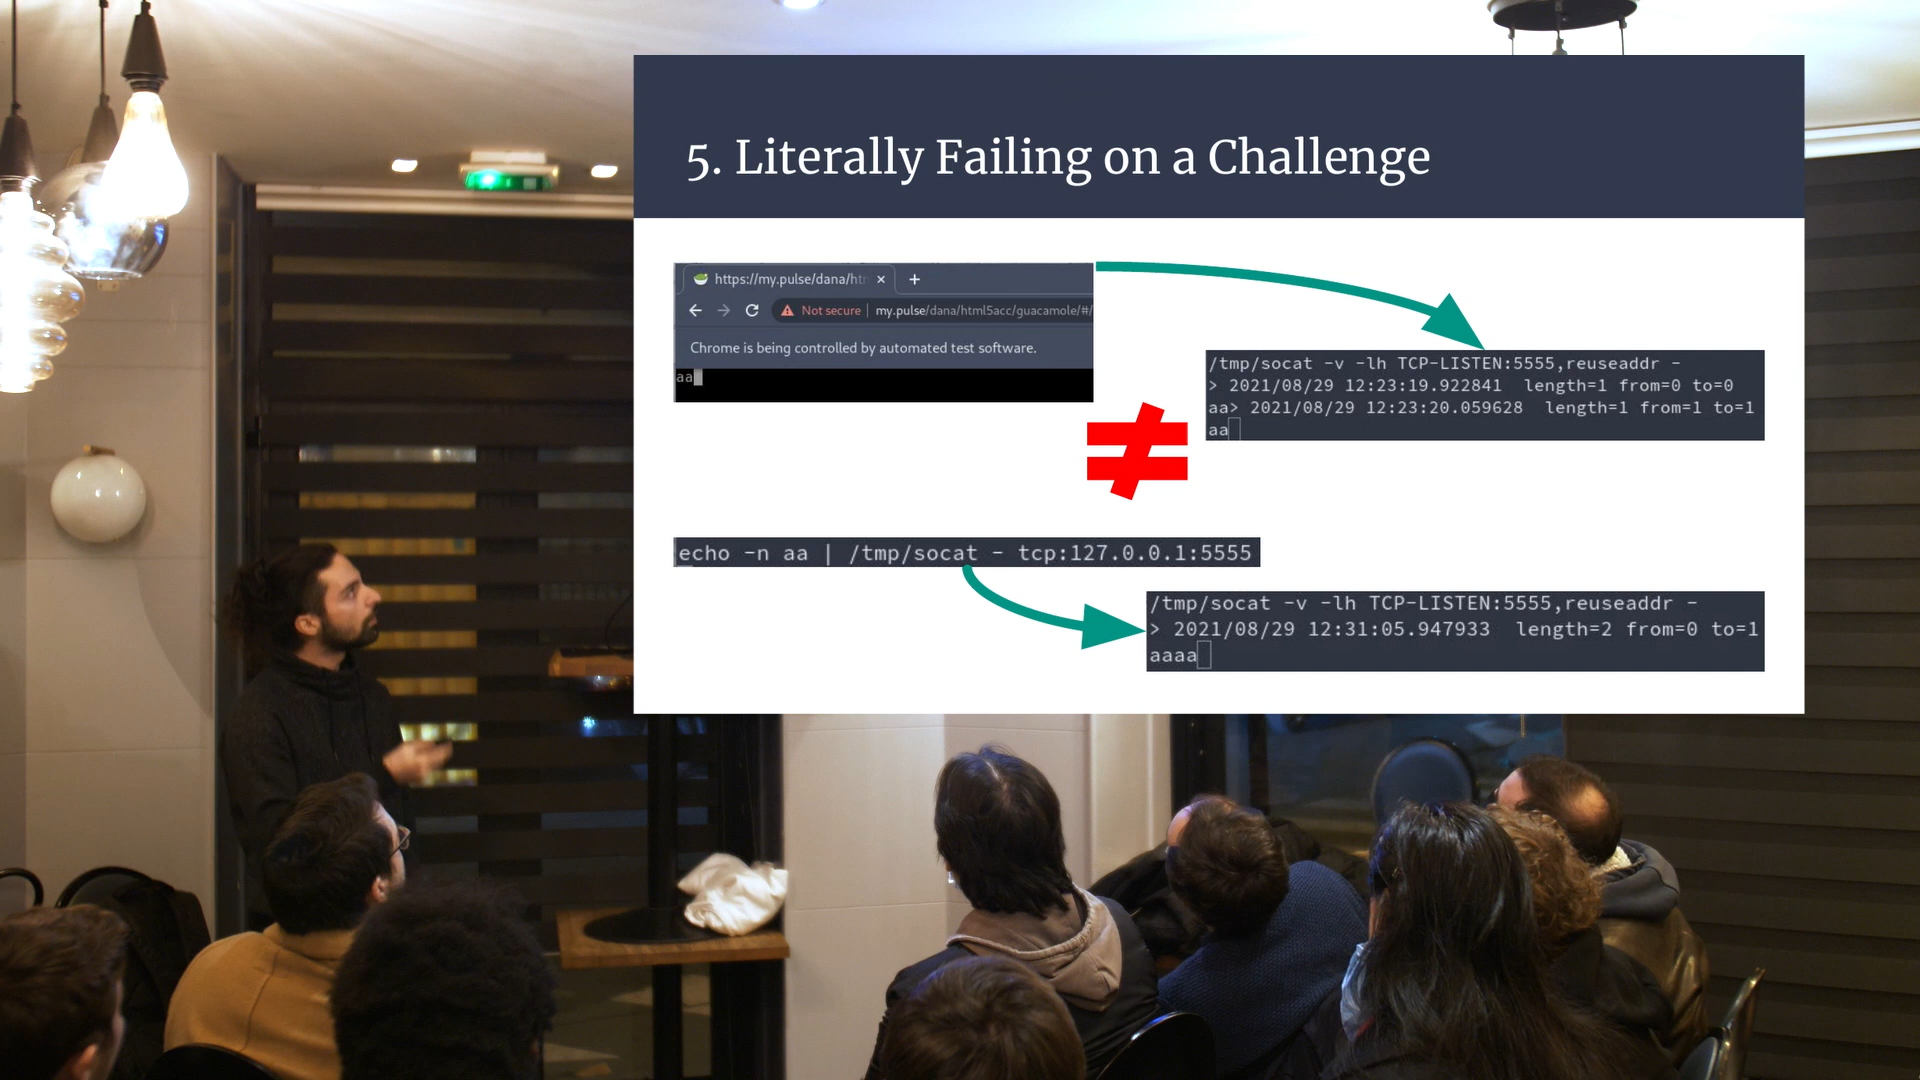 5. Literally Failing on a Challenge
https://my.pulse/dana/htm
Not secure | my.pulse/dana/html5acc/guacamole/#/
Chrome is being controlled by automated test software.
aa
/tmp/socat -v -lh TCP-LISTEN:5555,reuseaddr -
> 2021/08/29 12:23:19.922841 length=1 from=0 to=0
aa> 2021/08/29 12:23:20.059628 length=1 from=1 to=1
aa
≠
echo -n aa | /tmp/socat - tcp:127.0.0.1:5555
/tmp/socat -v -lh TCP-LISTEN:5555,reuseaddr -
> 2021/08/29 12:31:05.947933 length=2 from=0 to=1
aaaa